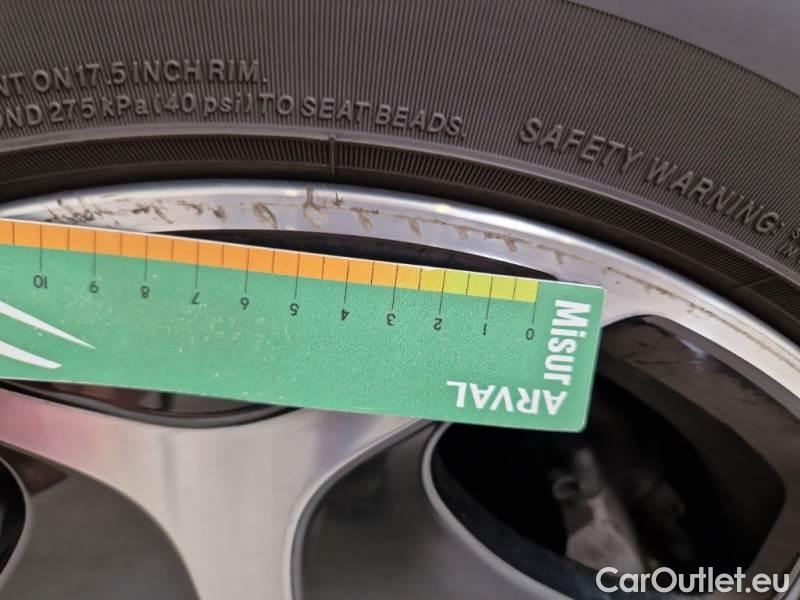 NT ON 17.5 INCH RIM.
OND 275 kPa (40 psi) TO SEAT BEADS.
SAFETY WARNING:
10 9 8 7 6 5 4 3 2 1 0
Misur
ARVAL
CarOutlet.eu